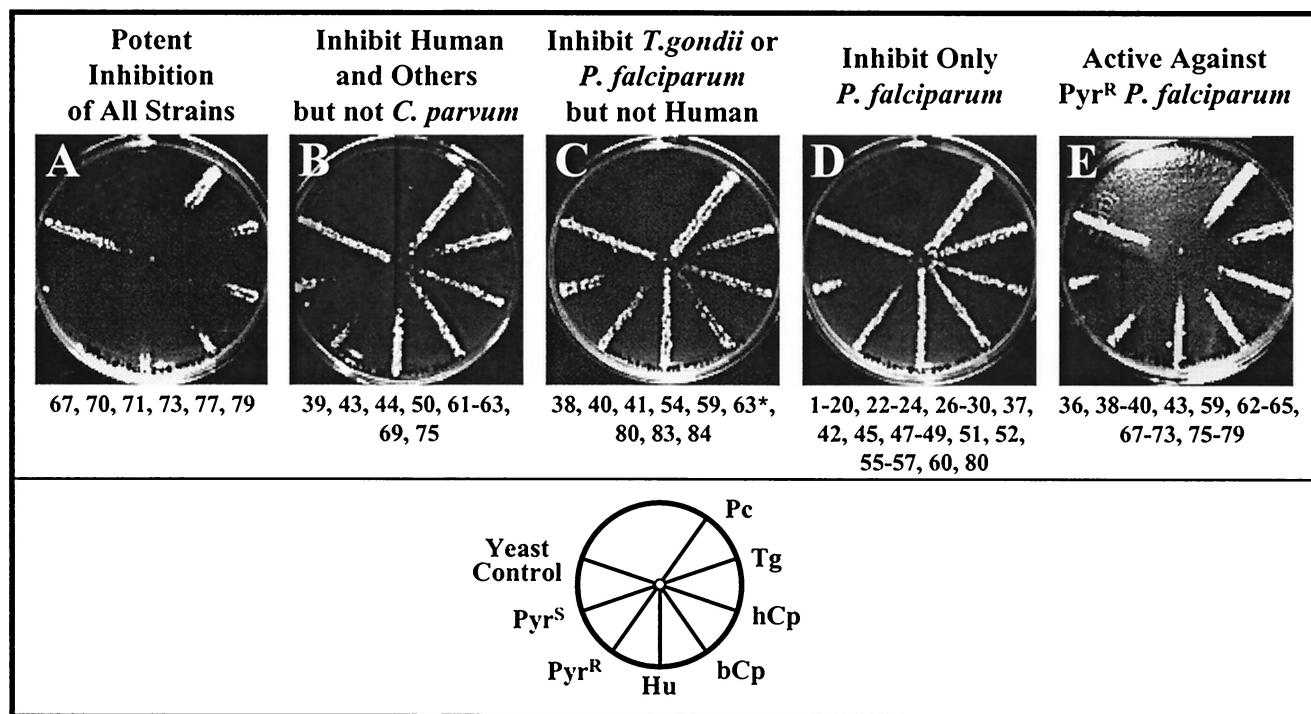 Potent
Inhibition
of All Strains
Inhibit Human
and Others
but not C. parvum
Inhibit T.gondii or
P. falciparum
but not Human
Inhibit Only
P. falciparum
Active Against
Pyrᴿ P. falciparum
A
B
C
D
E
67, 70, 71, 73, 77, 79
39, 43, 44, 50, 61-63,
69, 75
38, 40, 41, 54, 59, 63*,
80, 83, 84
1-20, 22-24, 26-30, 37,
42, 45, 47-49, 51, 52,
55-57, 60, 80
36, 38-40, 43, 59, 62-65,
67-73, 75-79
Pc
Tg
hCp
bCp
Hu
Pyrᴿ
Pyrˢ
Yeast
Control